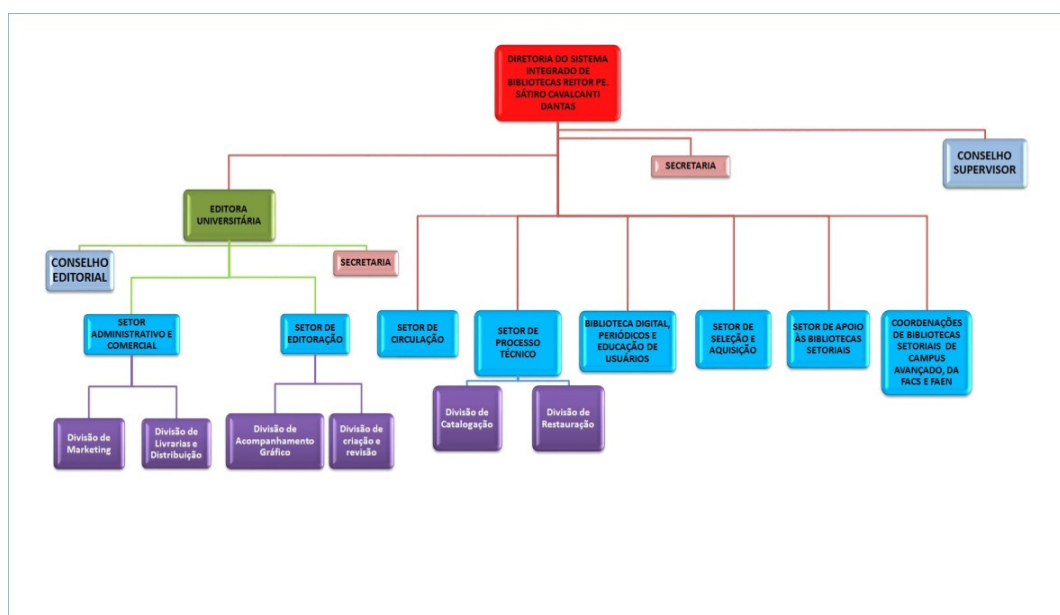 DIRETORIA DO SISTEMA
INTEGRADO DE
BIBLIOTECAS REITOR PE.
SÁTIRO CAVALCANTI
DANTAS
SECRETARIA
CONSELHO
SUPERVISOR
EDITORA
UNIVERSITÁRIA
CONSELHO
EDITORIAL
SECRETARIA
SETOR
ADMINISTRATIVO E
COMERCIAL
SETOR DE
EDITORAÇÃO
SETOR DE
CIRCULAÇÃO
SETOR DE
PROCESSO
TÉCNICO
BIBLIOTECA DIGITAL,
PERIÓDICOS E
EDUCAÇÃO DE
USUÁRIOS
SETOR DE
SELEÇÃO E
AQUISIÇÃO
SETOR DE APOIO
ÀS BIBLIOTECAS
SETORIAIS
COORDENAÇÕES
DE BIBLIOTECAS
SETORIAIS DE
CAMPUS
AVANÇADO, DA
FACS E FAEN
Divisão de
Marketing
Divisão de
Livrarias e
Distribuição
Divisão de
Acompanhamento
Gráfico
Divisão de
criação e
revisão
Divisão de
Catalogação
Divisão de
Restauração